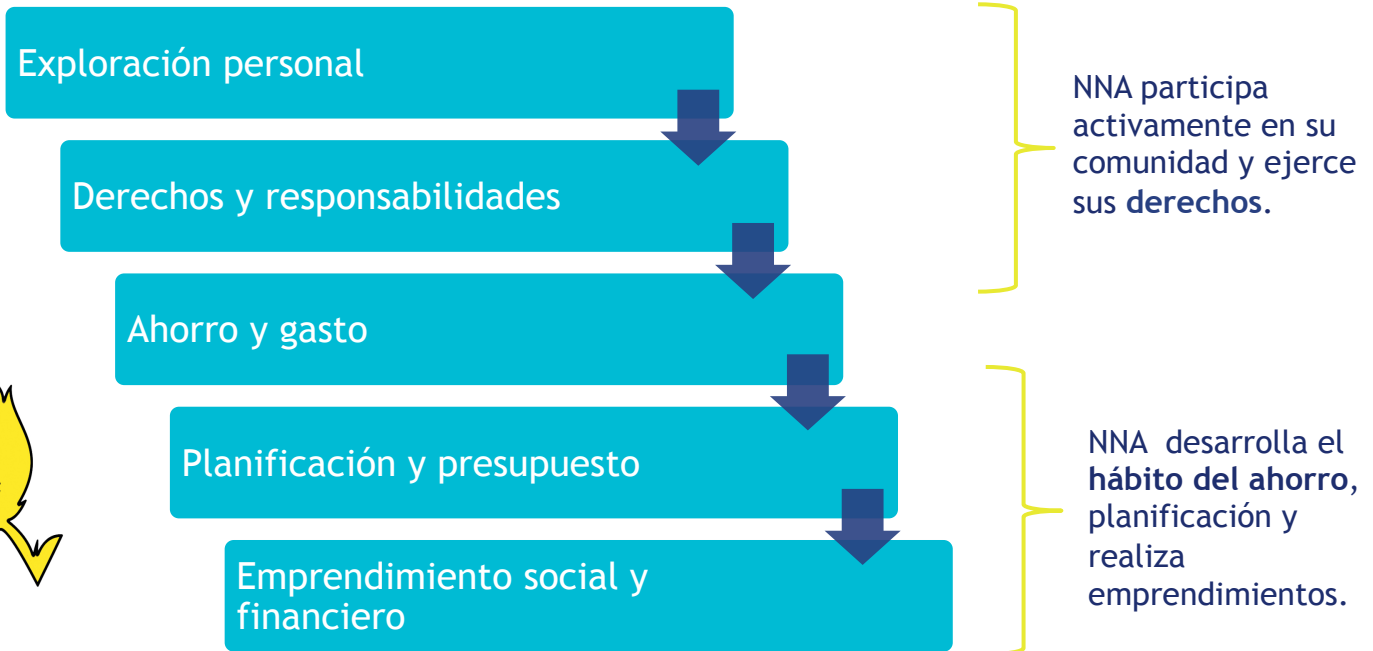 Exploración personal
Derechos y responsabilidades
Ahorro y gasto
Planificación y presupuesto
Emprendimiento social y
financiero
NNA participa
activamente en su
comunidad y ejerce
sus derechos.
NNA desarrolla el
hábito del ahorro,
planificación y
realiza
emprendimientos.